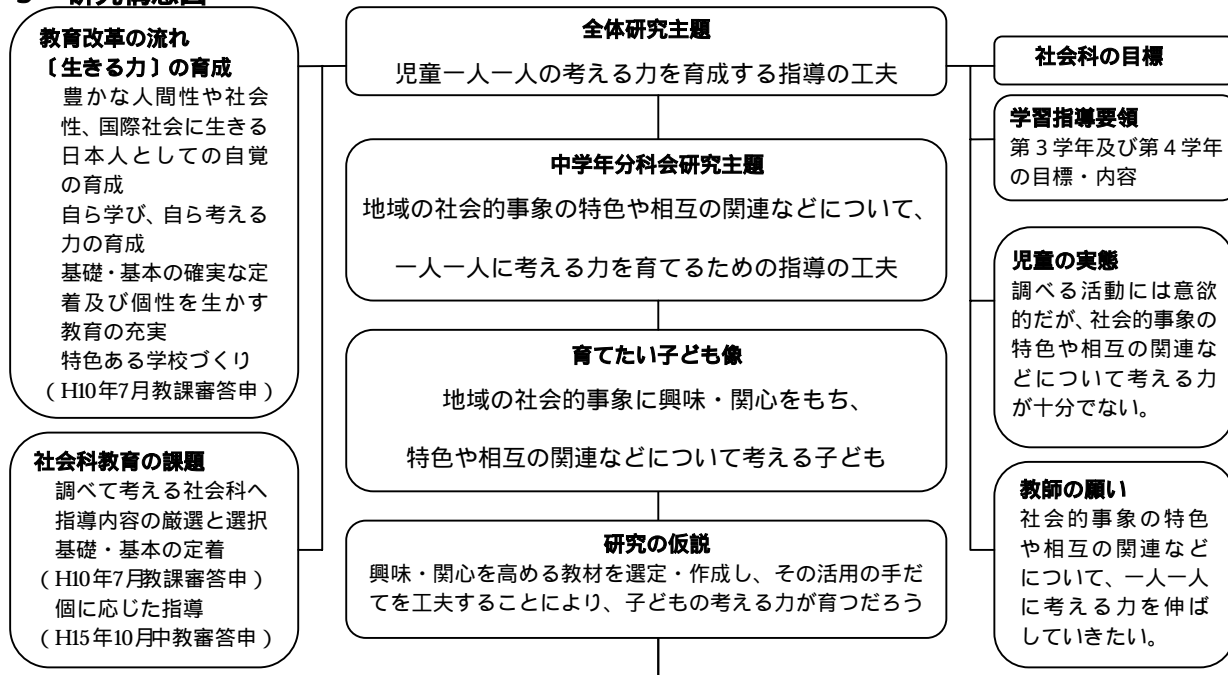 研究構想図
教育改革の流れ
〔生きる力〕の育成
豊かな人間性や社会
性、国際社会に生きる
日本人としての自覚
の育成
自ら学び、自ら考える
力の育成
基礎・基本の確実な定
着及び個性を生かす
教育の充実
特色ある学校づくり
(H10年7月教課審答申)
社会科教育の課題
調べて考える社会科へ
指導内容の厳選と選択
基礎・基本の定着
(H10年7月教課審答申)
個に応じた指導
(H15年10月中教審答申)
全体研究主題
児童一人一人の考える力を育成する指導の工夫
中学年分科会研究主題
地域の社会的事象の特色や相互の関連などについて、
一人一人に考える力を育てるための指導の工夫
育てたい子ども像
地域の社会的事象に興味・関心をもち、
特色や相互の関連などについて考える子ども
研究の仮説
興味・関心を高める教材を選定・作成し、その活用の手だ
てを工夫することにより、子どもの考える力が育つだろう
社会科の目標
学習指導要領
第3学年及び第4学年
の目標・内容
児童の実態
調べる活動には意欲
的だが、社会的事象の
特色や相互の関連な
どについて考える力
が十分でない。
教師の願い
社会的事象の特色
や相互の関連など
について、一人一人
に考える力を伸ば
していきたい。